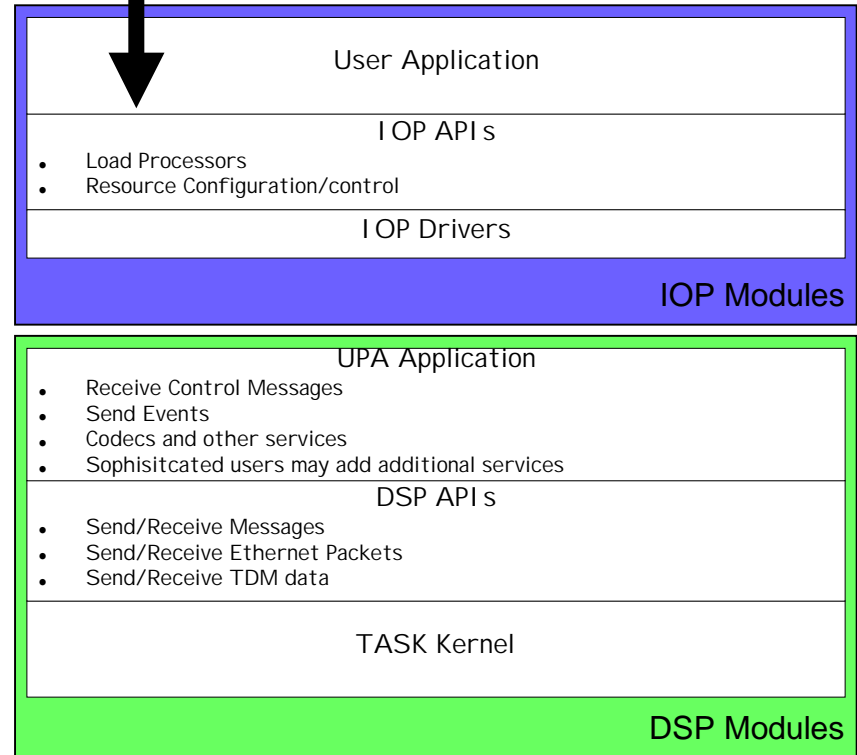 User Application
IOP APIs
• Load Processors
• Resource Configuration/control
IOP Drivers
IOP Modules
UPA Application
• Receive Control Messages
• Send Events
• Codecs and other services
• Sophisitcated users may add additional services
DSP APIs
• Send/Receive Messages
• Send/Receive Ethernet Packets
• Send/Receive TDM data
TASK Kernel
DSP Modules